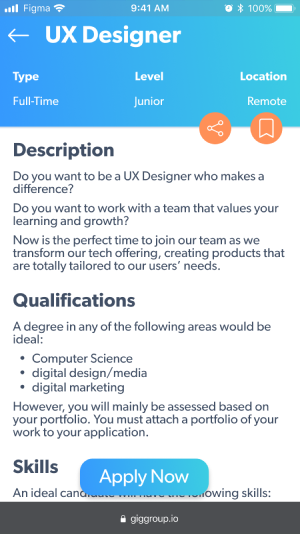 Figma 9:41 AM 100%
UX Designer
Type Level Location
Full-Time Junior Remote
Description
Do you want to be a UX Designer who makes a
difference?
Do you want to work with a team that values your
learning and growth?
Now is the perfect time to join our team as we
transform our tech offering, creating products that
are totally tailored to our users’ needs.
Qualifications
A degree in any of the following areas would be
ideal:
• Computer Science
• digital design/media
• digital marketing
However, you will mainly be assessed based on
your portfolio. You must attach a portfolio of your
work to your application.
Skills
Apply Now
An ideal candidate will have the following skills:
giggroup.io